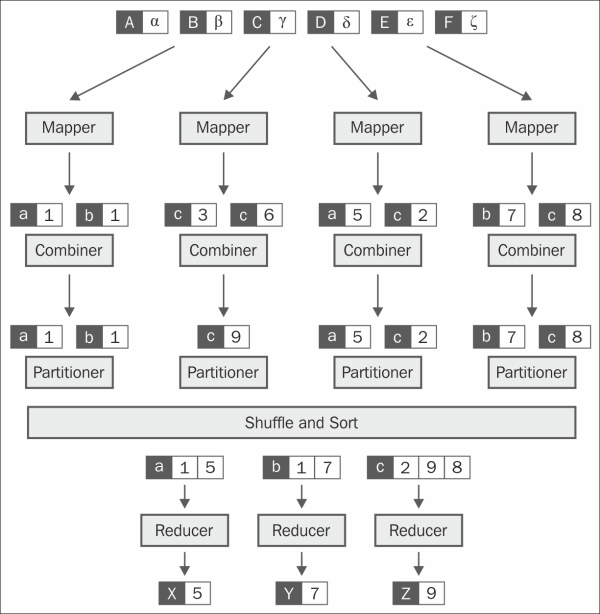 A α B β C γ D δ E ε F ζ
Mapper Mapper Mapper Mapper
a 1 b 1 c 3 c 6 a 5 c 2 b 7 c 8
Combiner Combiner Combiner Combiner
a 1 b 1 c 9 a 5 c 2 b 7 c 8
Partitioner Partitioner Partitioner Partitioner
Shuffle and Sort
a 1 5 b 1 7 c 2 9 8
Reducer Reducer Reducer
X 5 Y 7 Z 9